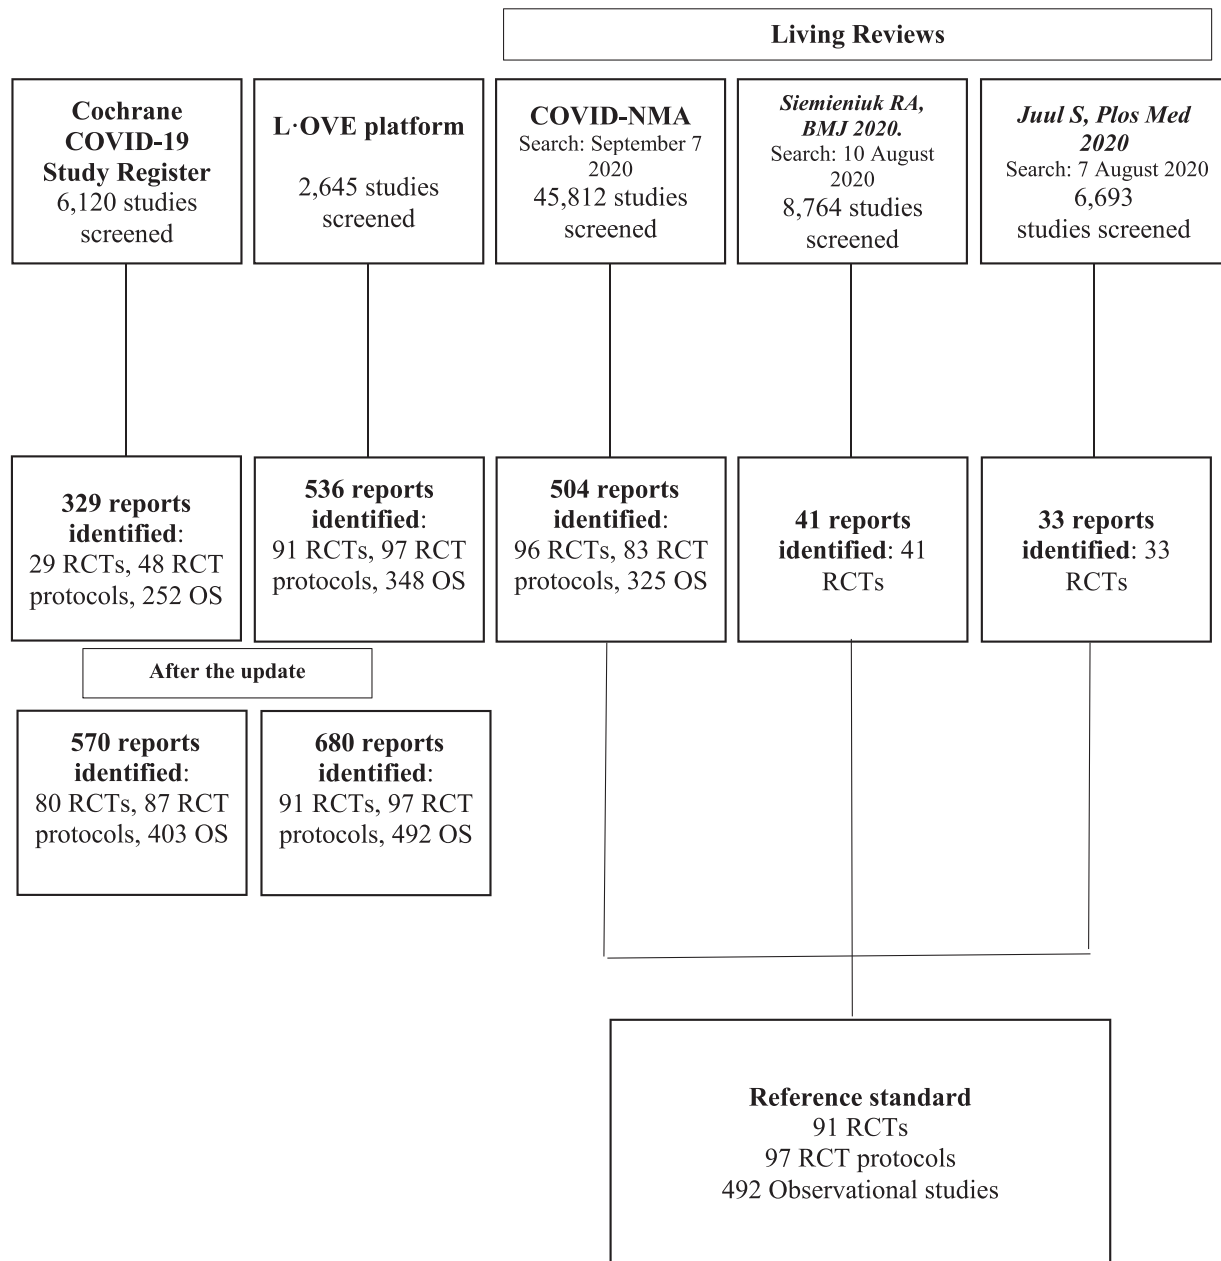 Living Reviews
Cochrane
COVID-19
Study Register
6,120 studies
screened
L·OVE platform
2,645 studies
screened
COVID-NMA
Search: September 7
2020
45,812 studies
screened
Siemieniuk RA,
BMJ 2020.
Search: 10 August
2020
8,764 studies
screened
Juul S, Plos Med
2020
Search: 7 August 2020
6,693
studies screened
329 reports
identified:
29 RCTs, 48 RCT
protocols, 252 OS
536 reports
identified:
91 RCTs, 97 RCT
protocols, 348 OS
504 reports
identified:
96 RCTs, 83 RCT
protocols, 325 OS
41 reports
identified: 41
RCTs
33 reports
identified: 33
RCTs
After the update
570 reports
identified:
80 RCTs, 87 RCT
protocols, 403 OS
680 reports
identified:
91 RCTs, 97 RCT
protocols, 492 OS
Reference standard
91 RCTs
97 RCT protocols
492 Observational studies